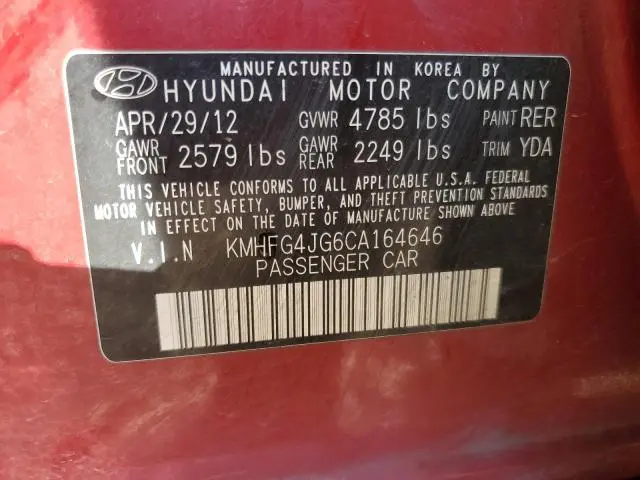 MANUFACTURED IN KOREA BY
HYUNDAI MOTOR COMPANY
APR/29/12 GVWR 4785 lbs PAINT RER
GAWR FRONT 2579 lbs GAWR REAR 2249 lbs TRIM YDA
THIS VEHICLE CONFORMS TO ALL APPLICABLE U.S.A. FEDERAL
MOTOR VEHICLE SAFETY, BUMPER, AND THEFT PREVENTION STANDARDS
IN EFFECT ON THE DATE OF MANUFACTURE SHOWN ABOVE.
V.I.N KMHFG4JG6CA164646
PASSENGER CAR